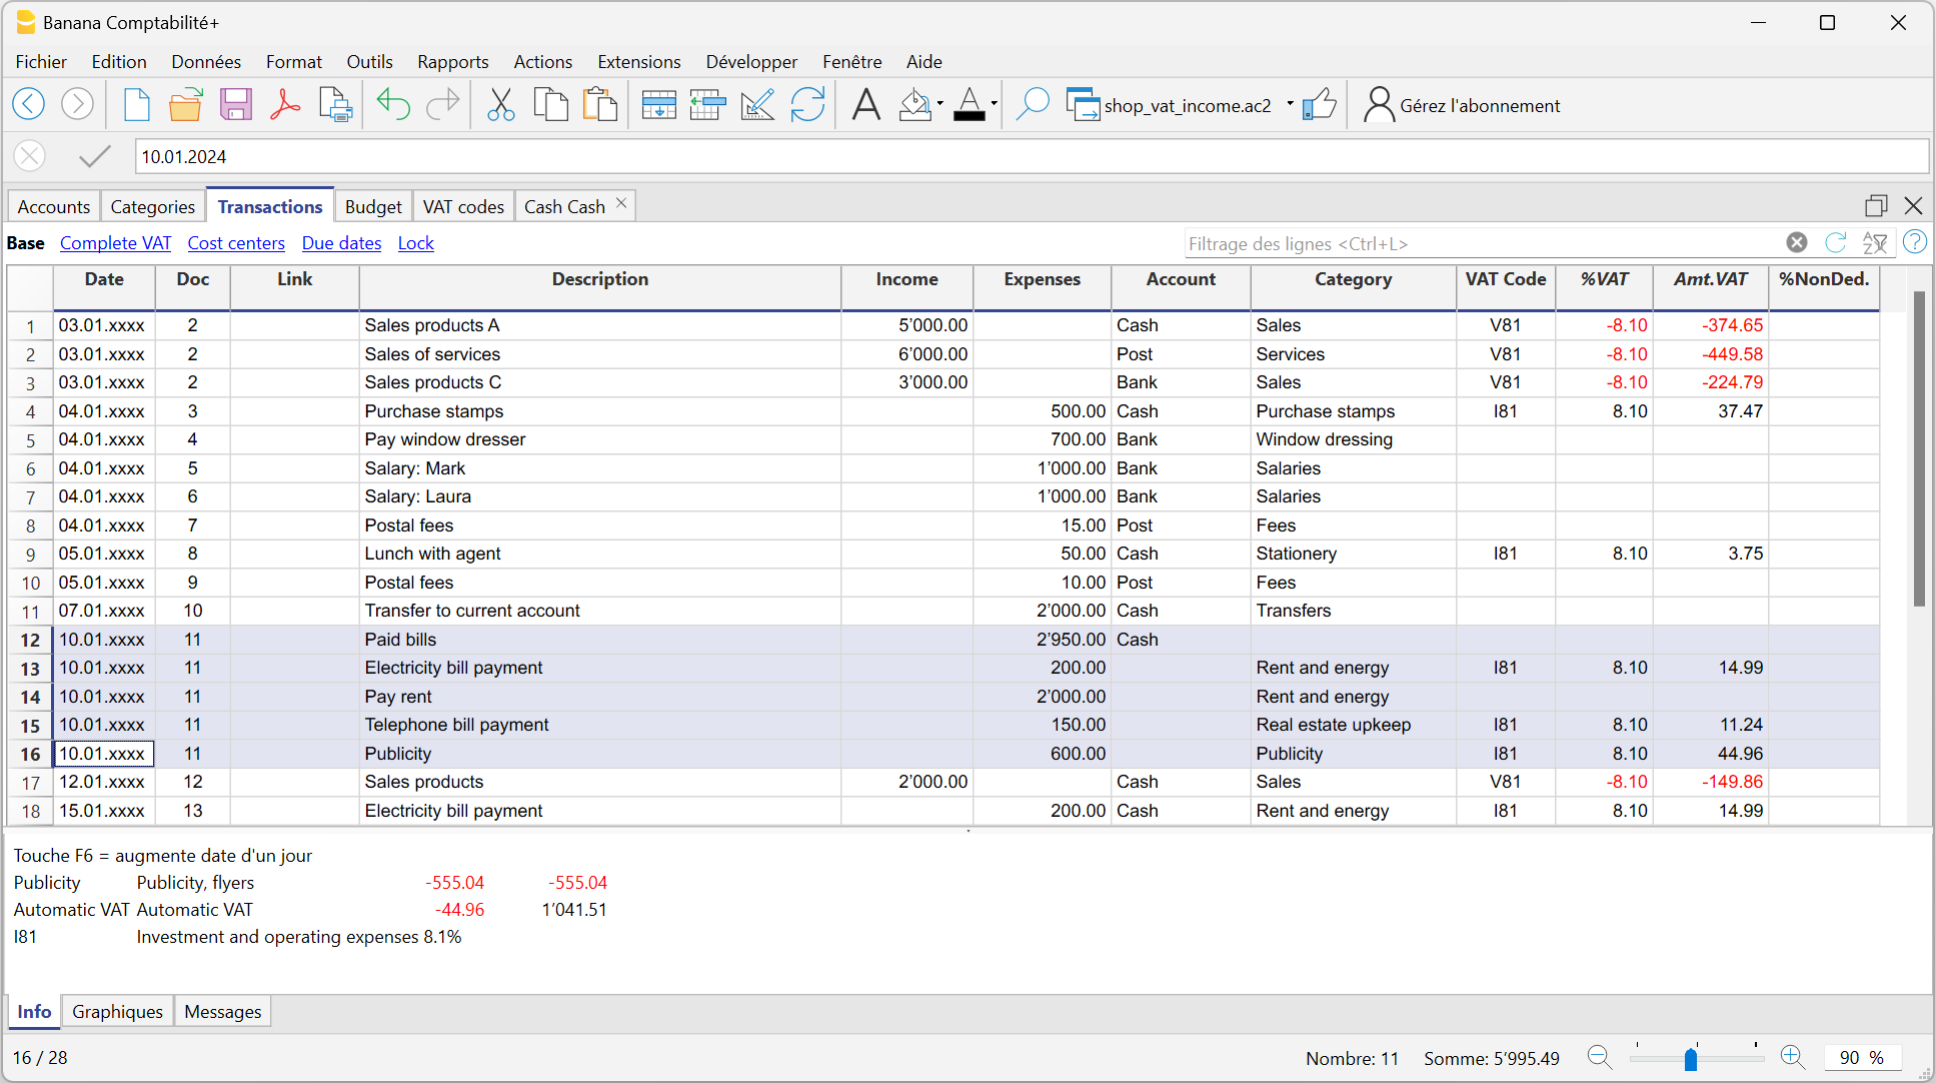 Banana Comptabilité+
Fichier Edition Données Format Outils Rapports Actions Extensions Développer Fenêtre Aide
shop_vat_income.ac2 Gérez l'abonnement
10.01.2024
Accounts Categories Transactions Budget VAT codes Cash Cash
Base Complete VAT Cost centers Due dates Lock Filtrage des lignes <Ctrl+L>
Date Doc Link Description Income Expenses Account Category VAT Code %VAT Amt.VAT %NonDed.
1 03.01.xxxx 2 Sales products A 5’000.00 Cash Sales V81 -8.10 -374.65
2 03.01.xxxx 2 Sales of services 6’000.00 Post Services V81 -8.10 -449.58
3 03.01.xxxx 2 Sales products C 3’000.00 Bank Sales V81 -8.10 -224.79
4 04.01.xxxx 3 Purchase stamps 500.00 Cash Purchase stamps I81 8.10 37.47
5 04.01.xxxx 4 Pay window dresser 700.00 Bank Window dressing
6 04.01.xxxx 5 Salary: Mark 1’000.00 Bank Salaries
7 04.01.xxxx 6 Salary: Laura 1’000.00 Bank Salaries
8 04.01.xxxx 7 Postal fees 15.00 Post Fees
9 05.01.xxxx 8 Lunch with agent 50.00 Cash Stationery I81 8.10 3.75
10 05.01.xxxx 9 Postal fees 10.00 Post Fees
11 07.01.xxxx 10 Transfer to current account 2’000.00 Cash Transfers
12 10.01.xxxx 11 Paid bills 2’950.00 Cash
13 10.01.xxxx 11 Electricity bill payment 200.00 Rent and energy I81 8.10 14.99
14 10.01.xxxx 11 Pay rent 2’000.00 Rent and energy
15 10.01.xxxx 11 Telephone bill payment 150.00 Real estate upkeep I81 8.10 11.24
16 10.01.xxxx 11 Publicity 600.00 Publicity I81 8.10 44.96
17 12.01.xxxx 12 Sales products 2’000.00 Cash Sales V81 -8.10 -149.86
18 15.01.xxxx 13 Electricity bill payment 200.00 Cash Rent and energy I81 8.10 14.99
Touche F6 = augmente date d'un jour
Publicity Publicity, flyers -555.04 -555.04
Automatic VAT Automatic VAT -44.96 1’041.51
I81 Investment and operating expenses 8.1%
Info Graphiques Messages
16 / 28 Nombre: 11 Somme: 5’995.49 90 %